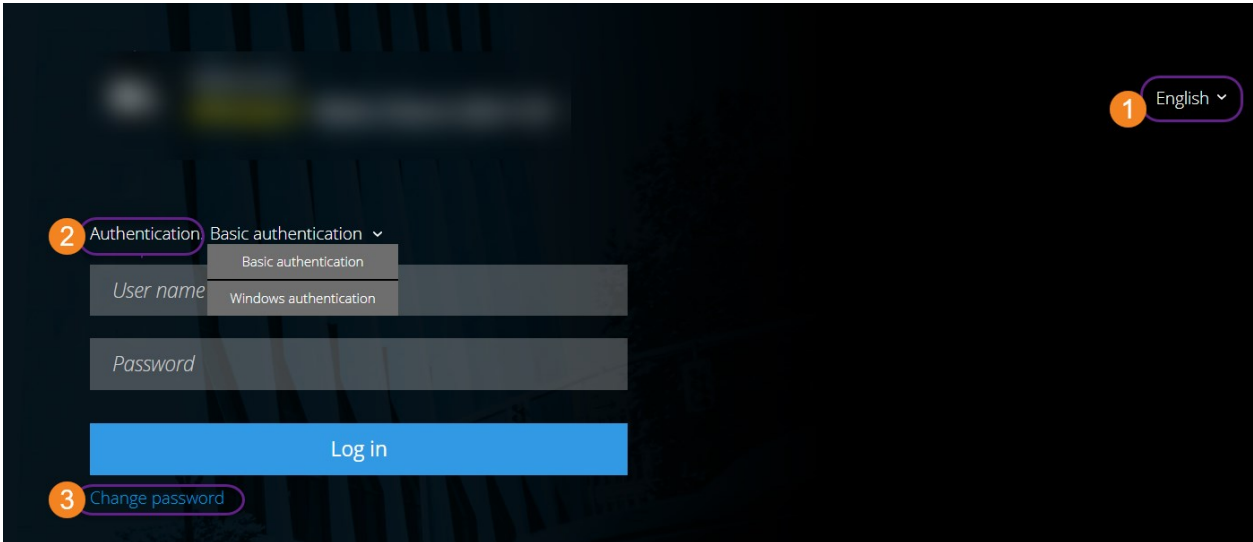 1 English
2 Authentication: Basic authentication
Basic authentication
User name
Windows authentication
Password
Log in
3 Change password